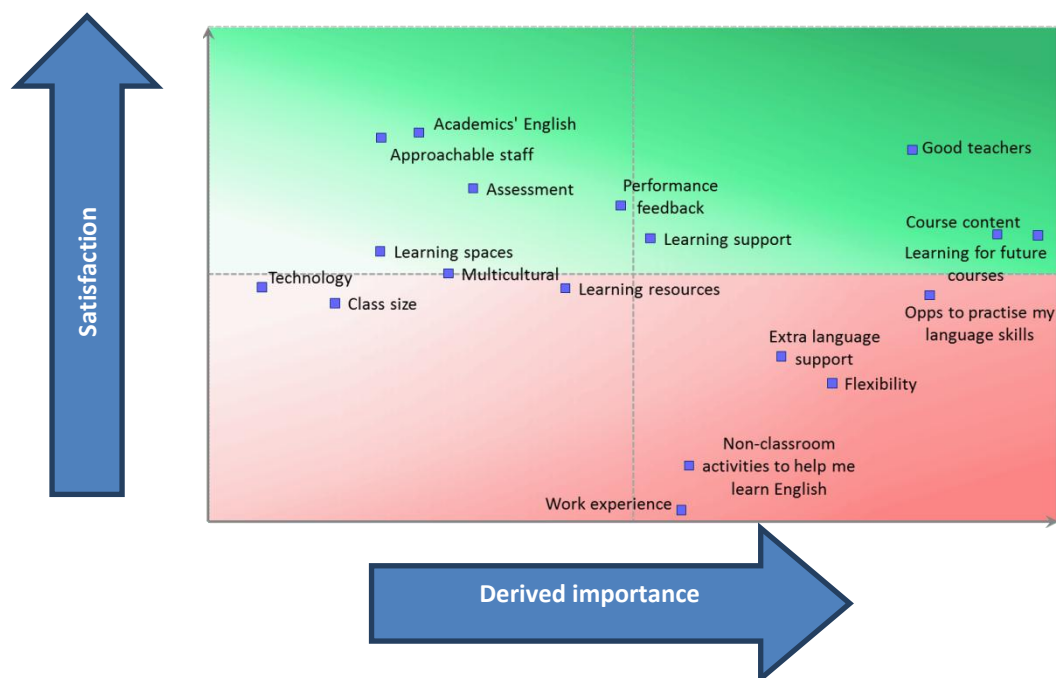 Satisfaction
Academics' English
Approachable staff
Good teachers
Assessment
Performance
feedback
Course content
Learning support
Learning spaces
Learning for future
courses
Technology
Multicultural
Learning resources
Class size
Opps to practise my
language skills
Extra language
support
Flexibility
Non-classroom
activities to help me
learn English
Work experience
Derived importance